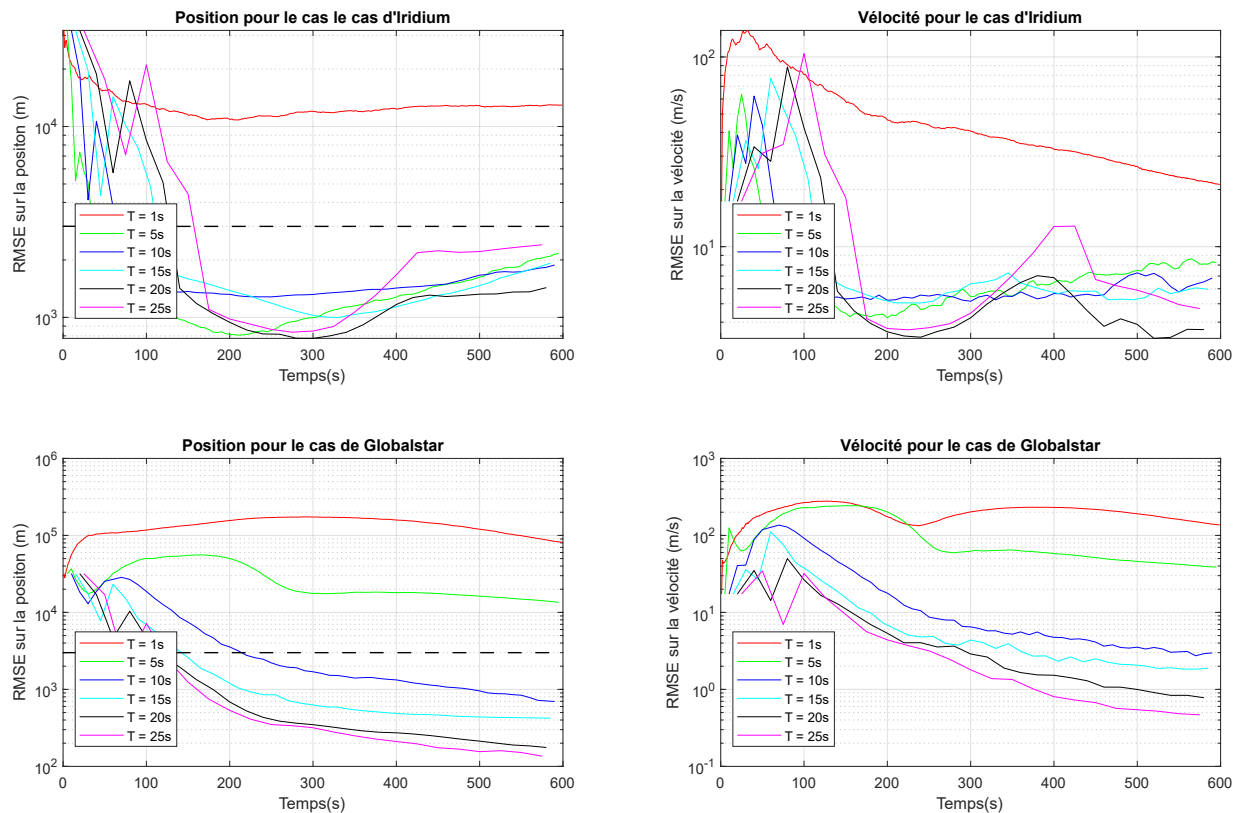 Position pour le cas le cas d'Iridium
RMSE sur la positon (m)
10^4
10^3
T = 1s
T = 5s
T = 10s
T = 15s
T = 20s
T = 25s
0 100 200 300 400 500 600
Temps(s)
Vélocité pour le cas d'Iridium
RMSE sur la vélocité (m/s)
10^2
10^1
T = 1s
T = 5s
T = 10s
T = 15s
T = 20s
T = 25s
0 100 200 300 400 500 600
Temps(s)
Position pour le cas de Globalstar
RMSE sur la positon (m)
10^6
10^5
10^4
10^3
10^2
T = 1s
T = 5s
T = 10s
T = 15s
T = 20s
T = 25s
0 100 200 300 400 500 600
Temps(s)
Vélocité pour le cas de Globalstar
RMSE sur la vélocité (m/s)
10^3
10^2
10^1
10^0
10^-1
T = 1s
T = 5s
T = 10s
T = 15s
T = 20s
T = 25s
0 100 200 300 400 500 600
Temps(s)